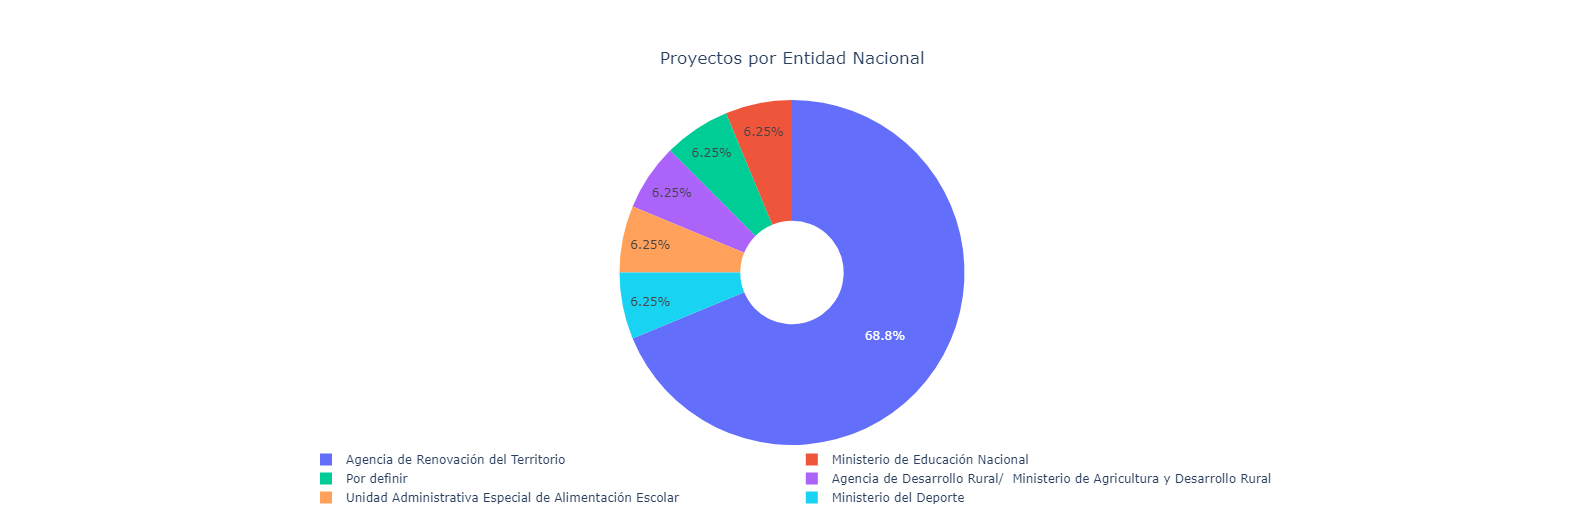 Proyectos por Entidad Nacional
6.25%
6.25%
6.25%
6.25%
6.25%
68.8%
Agencia de Renovación del Territorio
Ministerio de Educación Nacional
Por definir
Agencia de Desarrollo Rural/  Ministerio de Agricultura y Desarrollo Rural
Unidad Administrativa Especial de Alimentación Escolar
Ministerio del Deporte